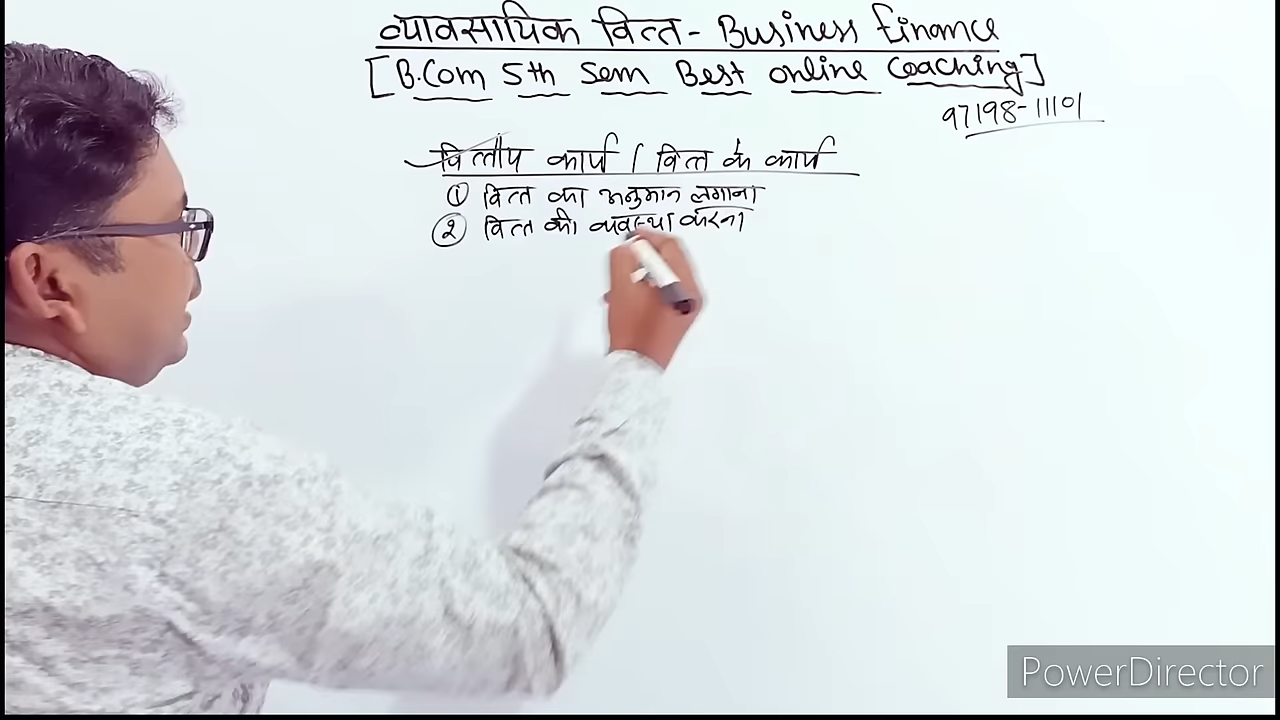 व्यावसायिक वित्त - Business Finance
[B.Com 5th Sem Best online Coaching]
97198-11101
वित्तीय कार्य / वित्त के कार्य
① वित्त का अनुमान लगाना
② वित्त की व्यवस्था करना
PowerDirector